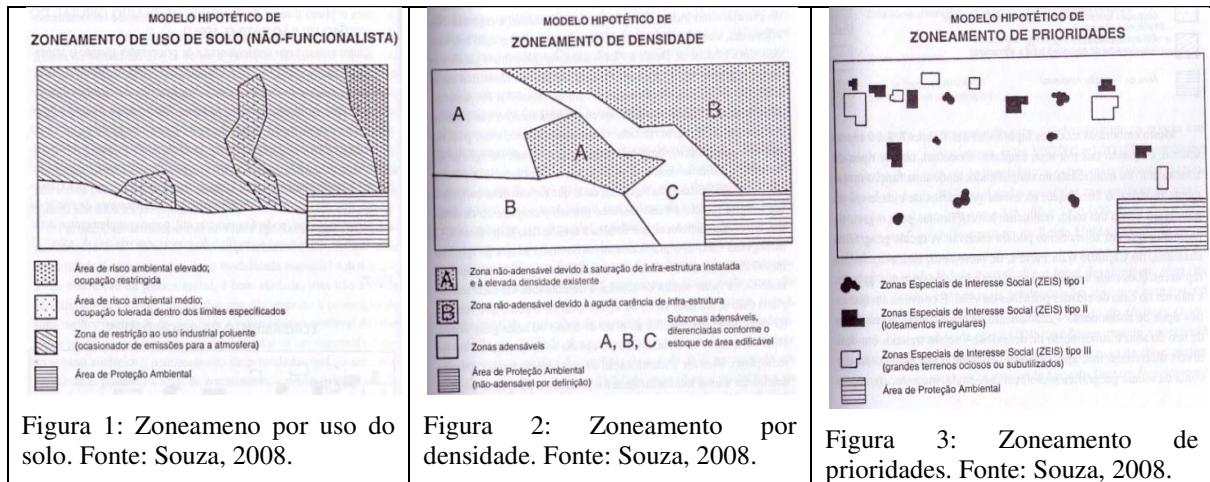 MODELO HIPOTÉTICO DE
ZONEAMENTO DE USO DE SOLO (NÃO-FUNCIONALISTA)
Área de risco ambiental elevado;
ocupação restringida
Área de risco ambiental médio;
ocupação tolerada dentro dos limites especificados
Zona de restrição ao uso industrial poluente
(ocasionador de emissões para a atmosfera)
Área de Poteção Ambiental
Figura 1: Zoneameno por uso do
solo. Fonte: Souza, 2008.
MODELO HIPOTÉTICO DE
ZONEAMENTO DE DENSIDADE
A
B
A
C
B
A
Zona não-adensável devido à saturação de infra-estrutura instalada
e à elevada densidade existente
B
Zona não-adensável devido à aguda carência de infra-estrutura
Zonas adensáveis
A, B, C
Subzonas adensáveis,
diferenciadas conforme o
estoque de área edificável
Área de Proteção Ambiental
(não-adensável por definição)
Figura 2: Zoneamento por
densidade. Fonte: Souza, 2008.
MODELO HIPOTÉTICO DE
ZONEAMENTO DE PRIORIDADES
Zonas Especiais de Interesse Social (ZEIS) tipo I
Zonas Especiais de Interesse Social (ZEIS) tipo II
(loteamentos irregulares)
Zonas Especiais de Interesse Social (ZEIS) tipo III
(grandes terrenos ociosos ou subutilizados)
Área de Proteção Ambiental
Figura 3: Zoneamento de
prioridades. Fonte: Souza, 2008.